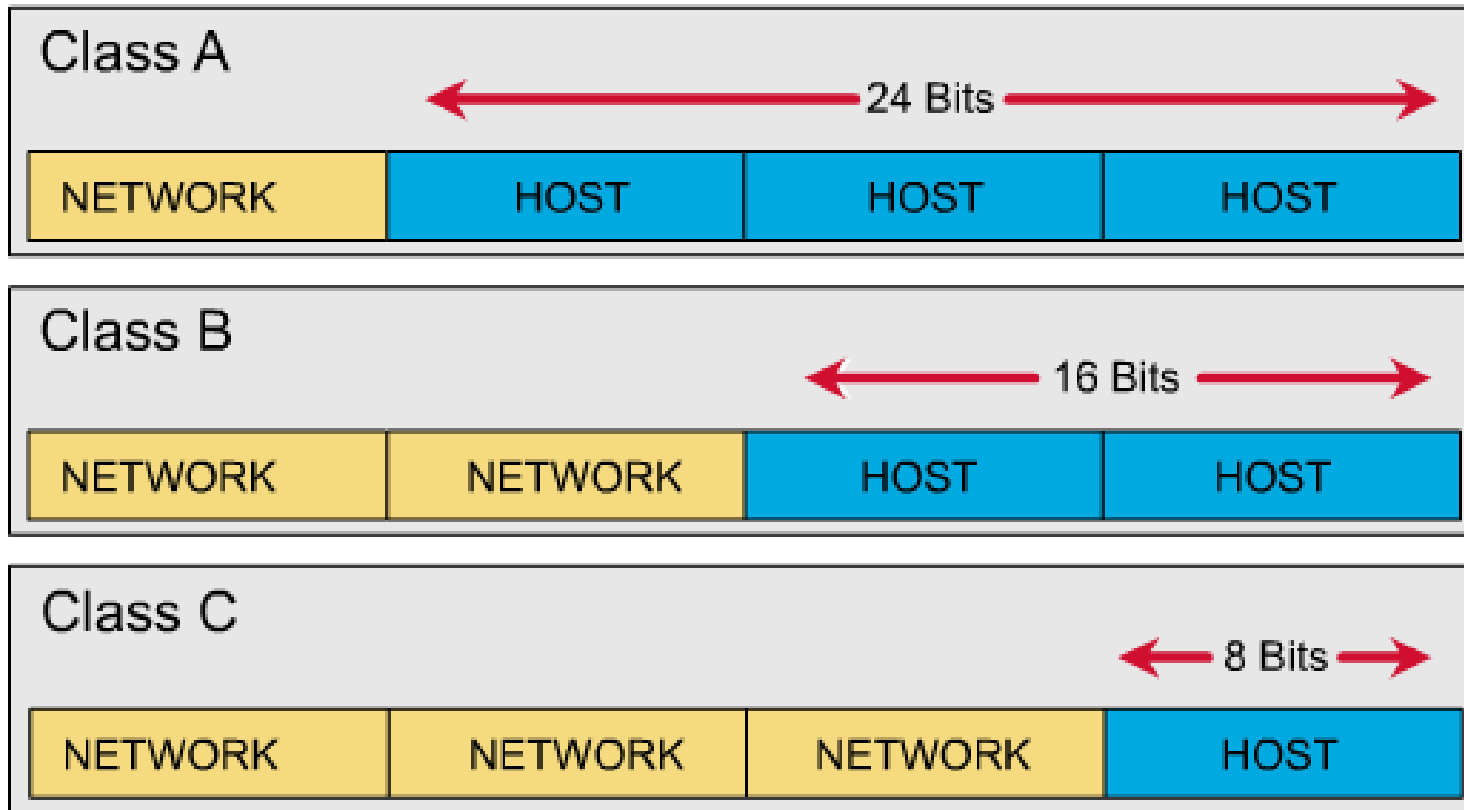 Class A
24 Bits
NETWORK HOST HOST HOST
Class B
16 Bits
NETWORK NETWORK HOST HOST
Class C
8 Bits
NETWORK NETWORK NETWORK HOST